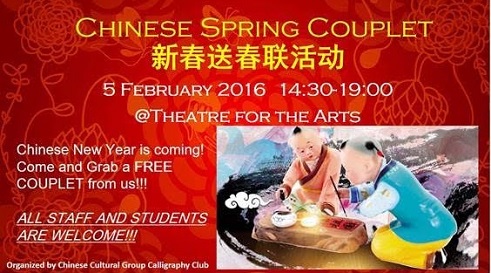 CHINESE SPRING COUPLET
新春送春联活动
5 FEBRUARY 2016 14:30-19:00
@THEATRE FOR THE ARTS
Chinese New Year is coming!
Come and Grab a FREE
COUPLET from us!!!
ALL STAFF AND STUDENTS
ARE WELCOME!!!
Organized by Chinese Cultural Group Calligraphy Club